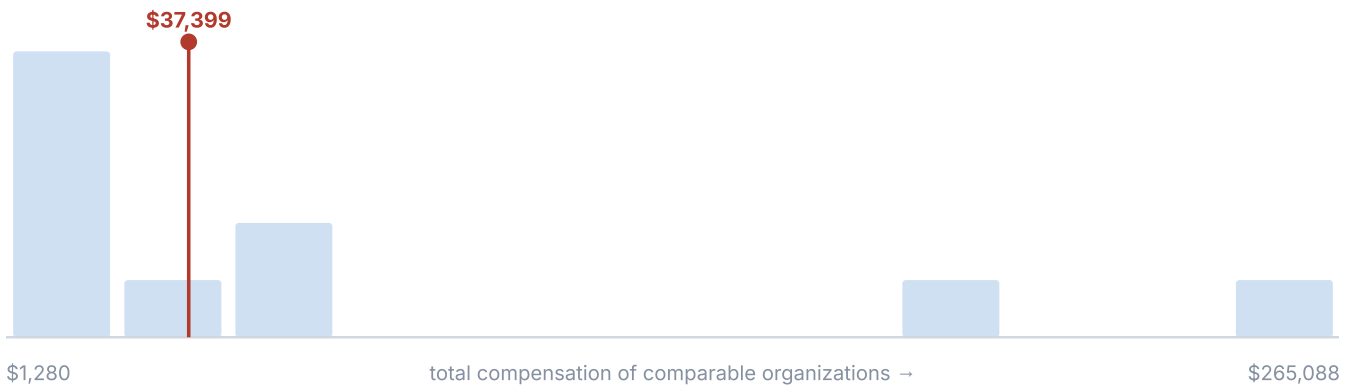 $37,399
$1,280
total compensation of comparable organizations →
$265,088